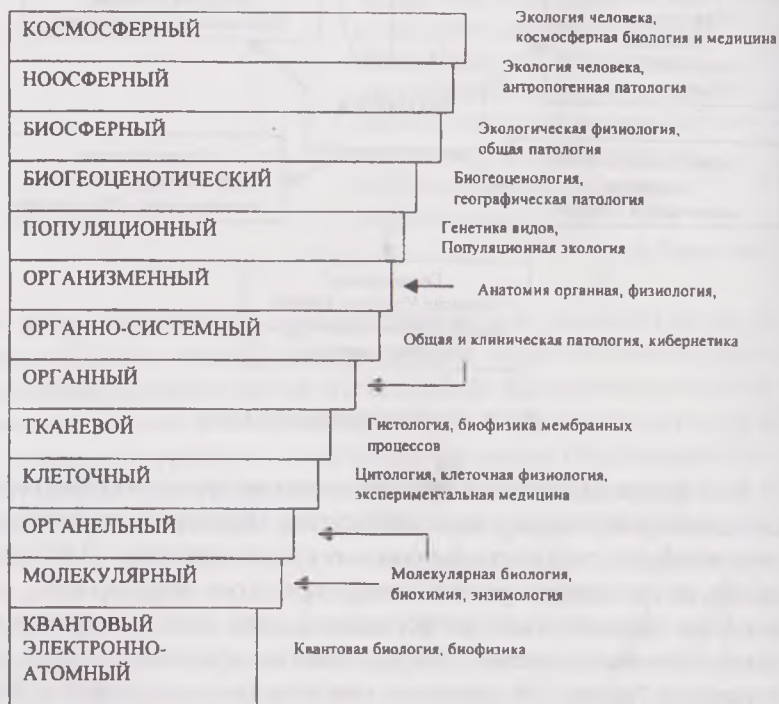 КОСМОСФЕРНЫЙ
Экология человека,
космосферная биология и медицина
НООСФЕРНЫЙ
Экология человека,
антропогенная патология
БИОСФЕРНЫЙ
Экологическая физиология,
общая патология
БИОГЕОЦЕНОТИЧЕСКИЙ
Биогеоценология,
географическая патология
ПОПУЛЯЦИОННЫЙ
Генетика видов,
Популяционная экология
ОРГАНИЗМЕННЫЙ
Анатомия органная, физиология,
ОРГАННО-СИСТЕМНЫЙ
Общая и клиническая патология, кибернетика
ОРГАННЫЙ
ТКАНЕВОЙ
Гистология, биофизика мембранных
процессов
КЛЕТОЧНЫЙ
Цитология, клеточная физиология,
экспериментальная медицина
ОРГАНЕЛЬНЫЙ
МОЛЕКУЛЯРНЫЙ
Молекулярная биология,
биохимия, энзимология
КВАНТОВЫЙ
ЭЛЕКТРОННО-
АТОМНЫЙ
Квантовая биология, биофизика